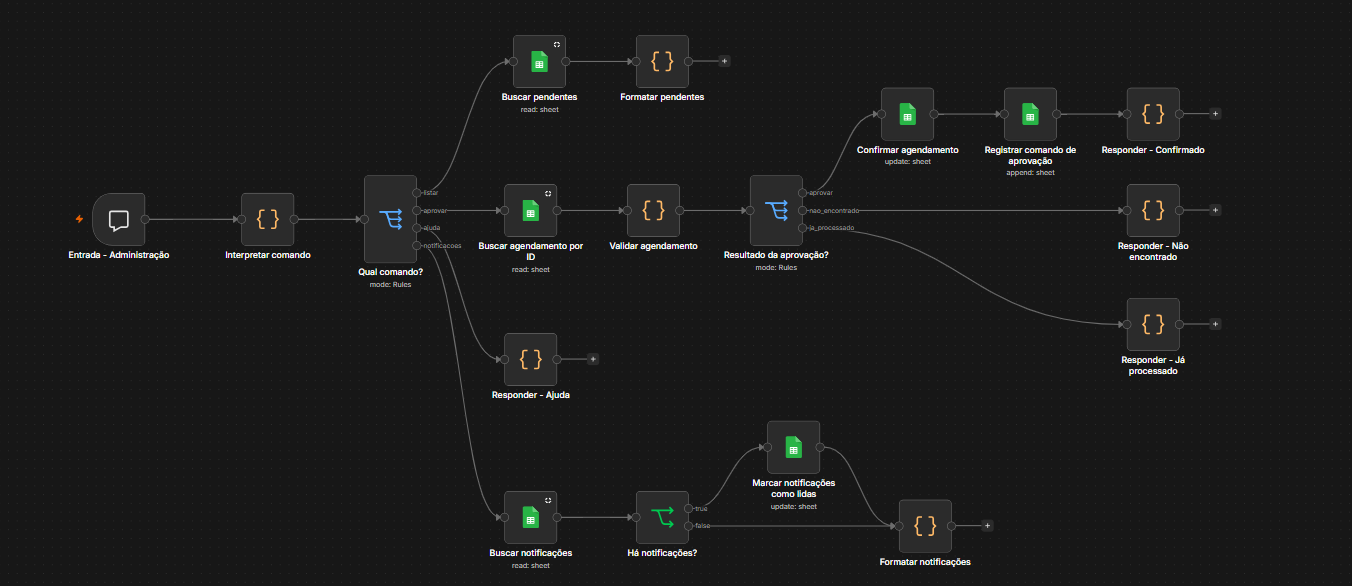 Buscar pendentes
read: sheet
Formatar pendentes
Confirmar agendamento
update: sheet
Registrar comando de
aprovação
append: sheet
Responder - Confirmado
Entrada - Administração
Interpretar comando
Qual comando?
mode: Rules
listar
aprovar
ajuda
notificacoes
Buscar agendamento por
ID
read: sheet
Validar agendamento
Resultado da aprovação?
mode: Rules
aprovar
nao_encontrado
ja_processado
Responder - Não
encontrado
Responder - Já
processado
Responder - Ajuda
Marcar notificações
como lidas
update: sheet
Buscar notificações
read: sheet
Há notificações?
true
false
Formatar notificações